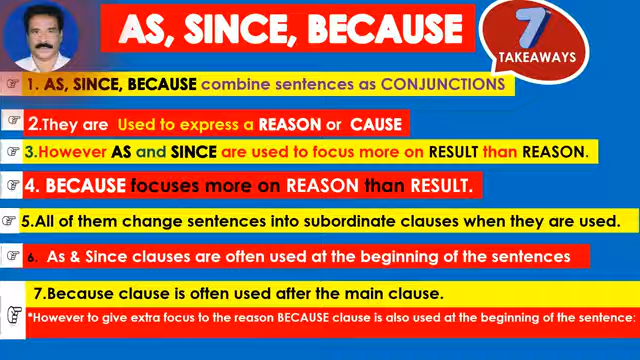 AS, SINCE, BECAUSE
7
TAKEAWAYS
1. AS, SINCE, BECAUSE combine sentences as CONJUNCTIONS
2.They are Used to express a REASON or CAUSE
3.However AS and SINCE are used to focus more on RESULT than REASON.
4. BECAUSE focuses more on REASON than RESULT.
5.All of them change sentences into subordinate clauses when they are used.
6. As & Since clauses are often used at the beginning of the sentences
7.Because clause is often used after the main clause.
*However to give extra focus to the reason BECAUSE clause is also used at the beginning of the sentence: